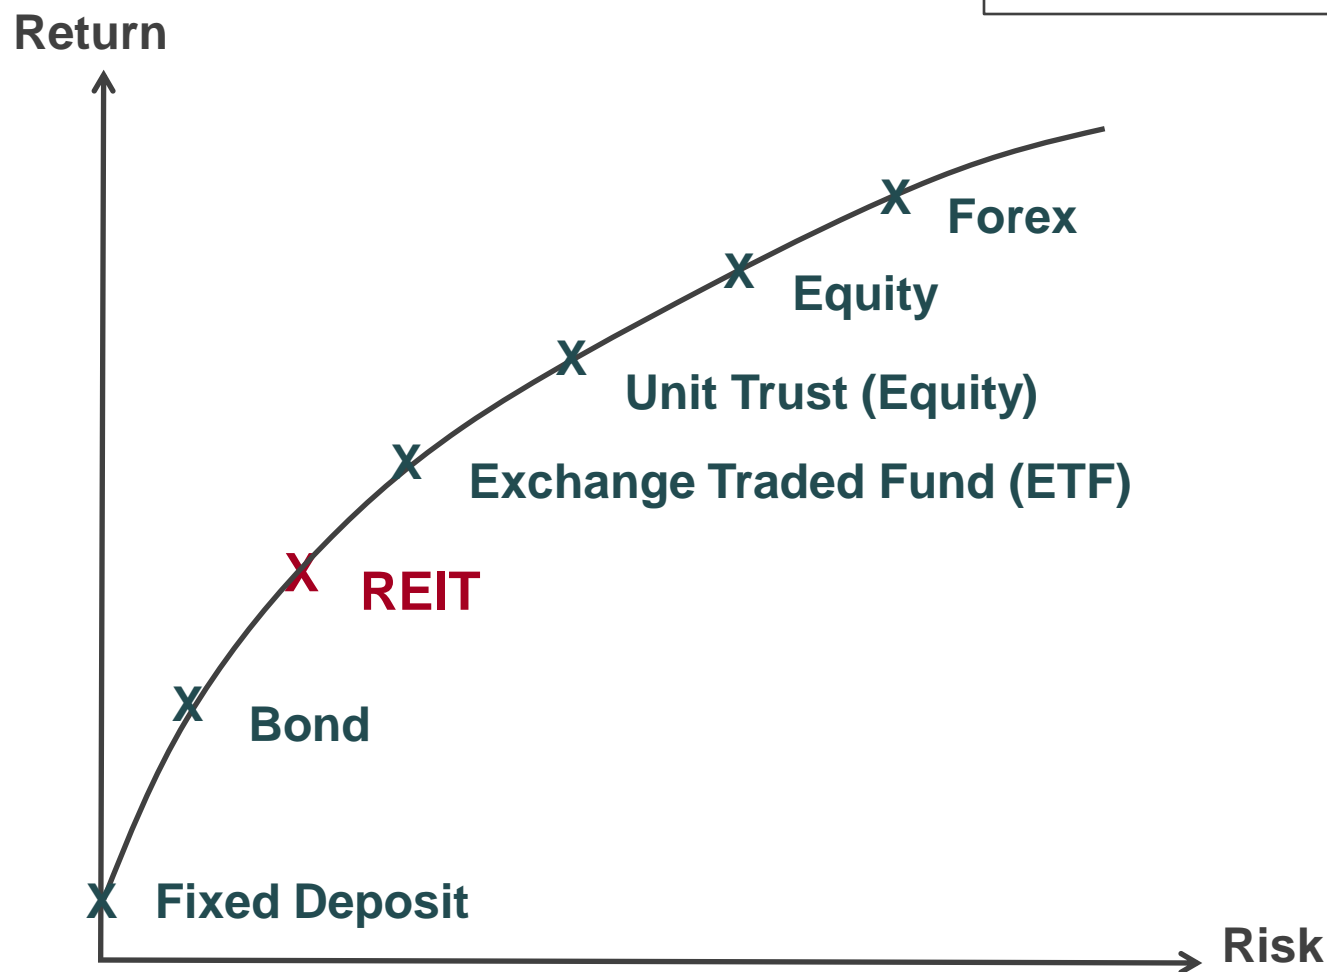 Return
X Forex
X Equity
X Unit Trust (Equity)
X Exchange Traded Fund (ETF)
X REIT
X Bond
X Fixed Deposit
Risk